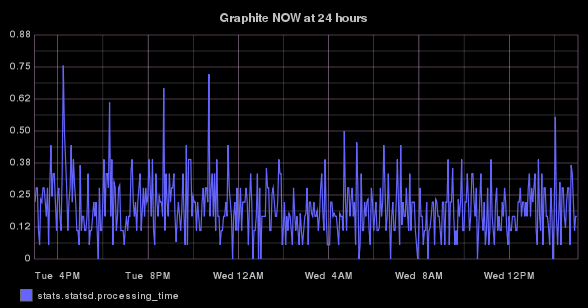 Graphite NOW at 24 hours
0.88
0.75
0.62
0.50
0.38
0.25
0.12
0
Tue 4PM Tue 8PM Wed 12AM Wed 4AM Wed 8AM Wed 12PM
stats.statsd.processing_time